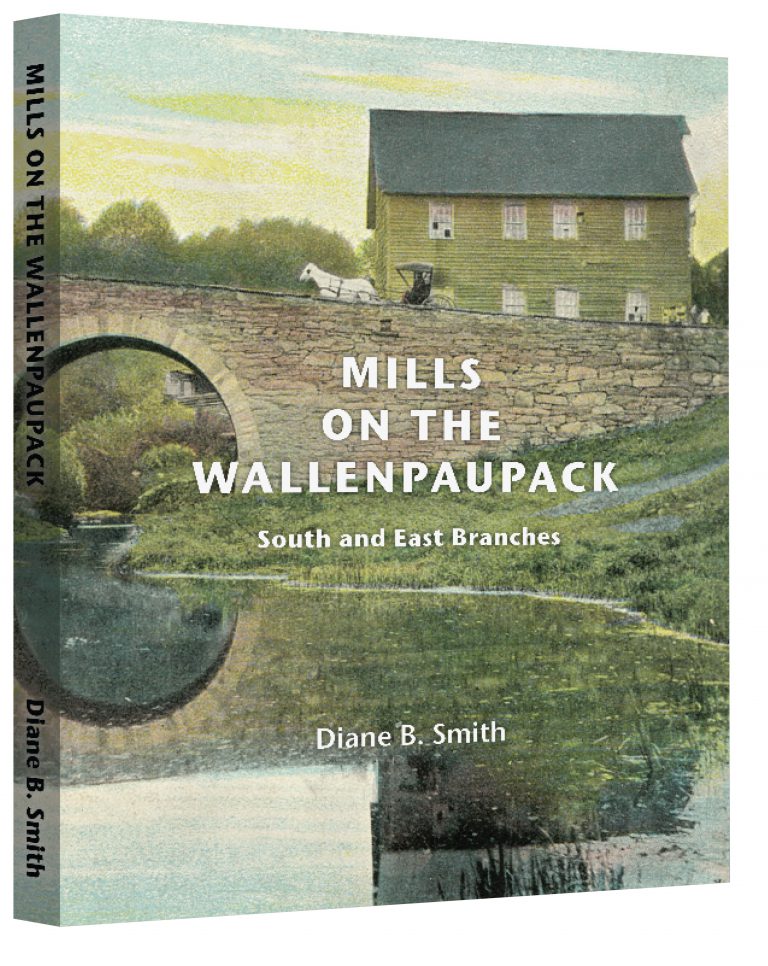 MILLS ON THE WALLENPAUPACK
Diane B. Smith
MILLS
ON THE
WALLENPAUPACK
South and East Branches
Diane B. Smith